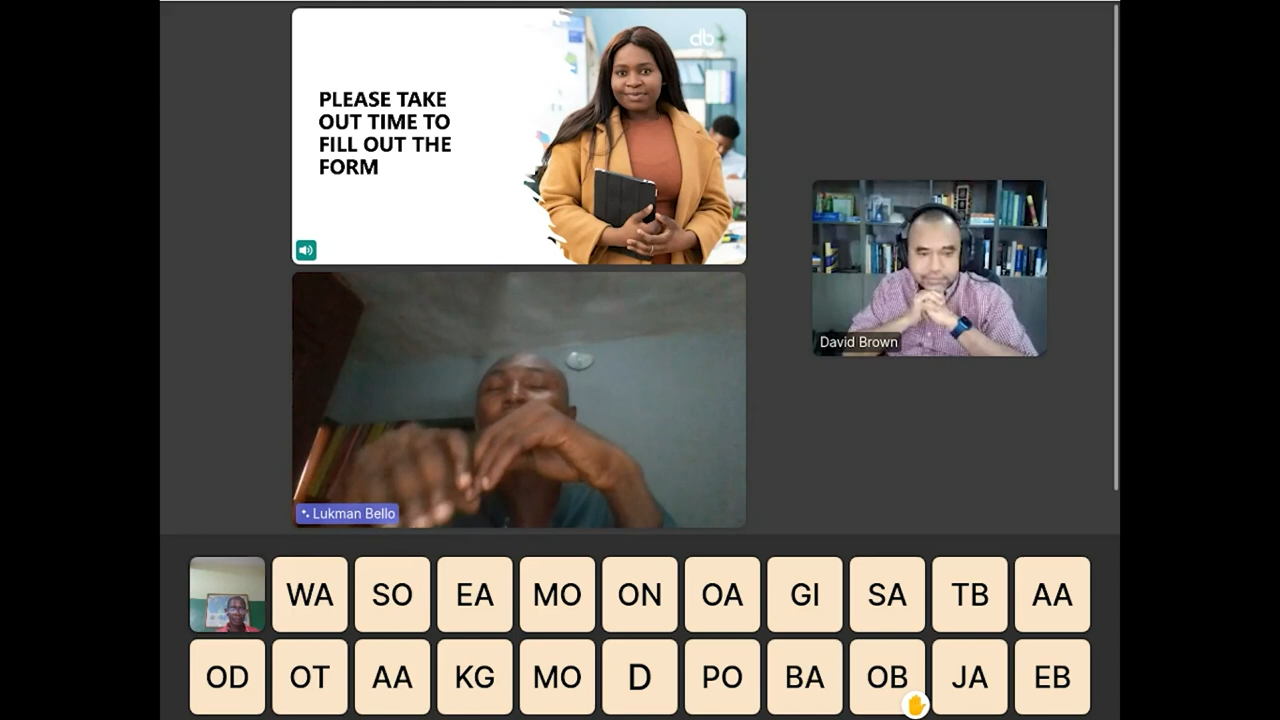 db
PLEASE TAKE
OUT TIME TO
FILL OUT THE
FORM
David Brown
Lukman Bello
WA SO EA MO ON OA GI SA TB AA
OD OT AA KG MO D PO BA OB JA EB